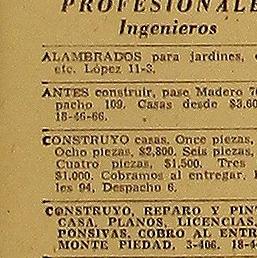 PROFESIONALE
Ingenieros
ALAMBRADOS para jardines,
etc. López 11-3.
ANTES construir, pase Madero
pacho 109. Casas desde $3.60
18-46-66.
CONSTRUYO casas. Once piezas,
Ocho piezas, $2,800. Seis piezas,
Cuatro piezas, $1,500. Tres
$1,000. Cobramos al entregar.
les 94, Despacho 6.
CONSTRUYO, REPARO Y PIN
CASA, PLANOS, LICENCIAS,
PONSIVAS. COBRO AL ENTR
MONTE PIEDAD, 3-406. 18-4